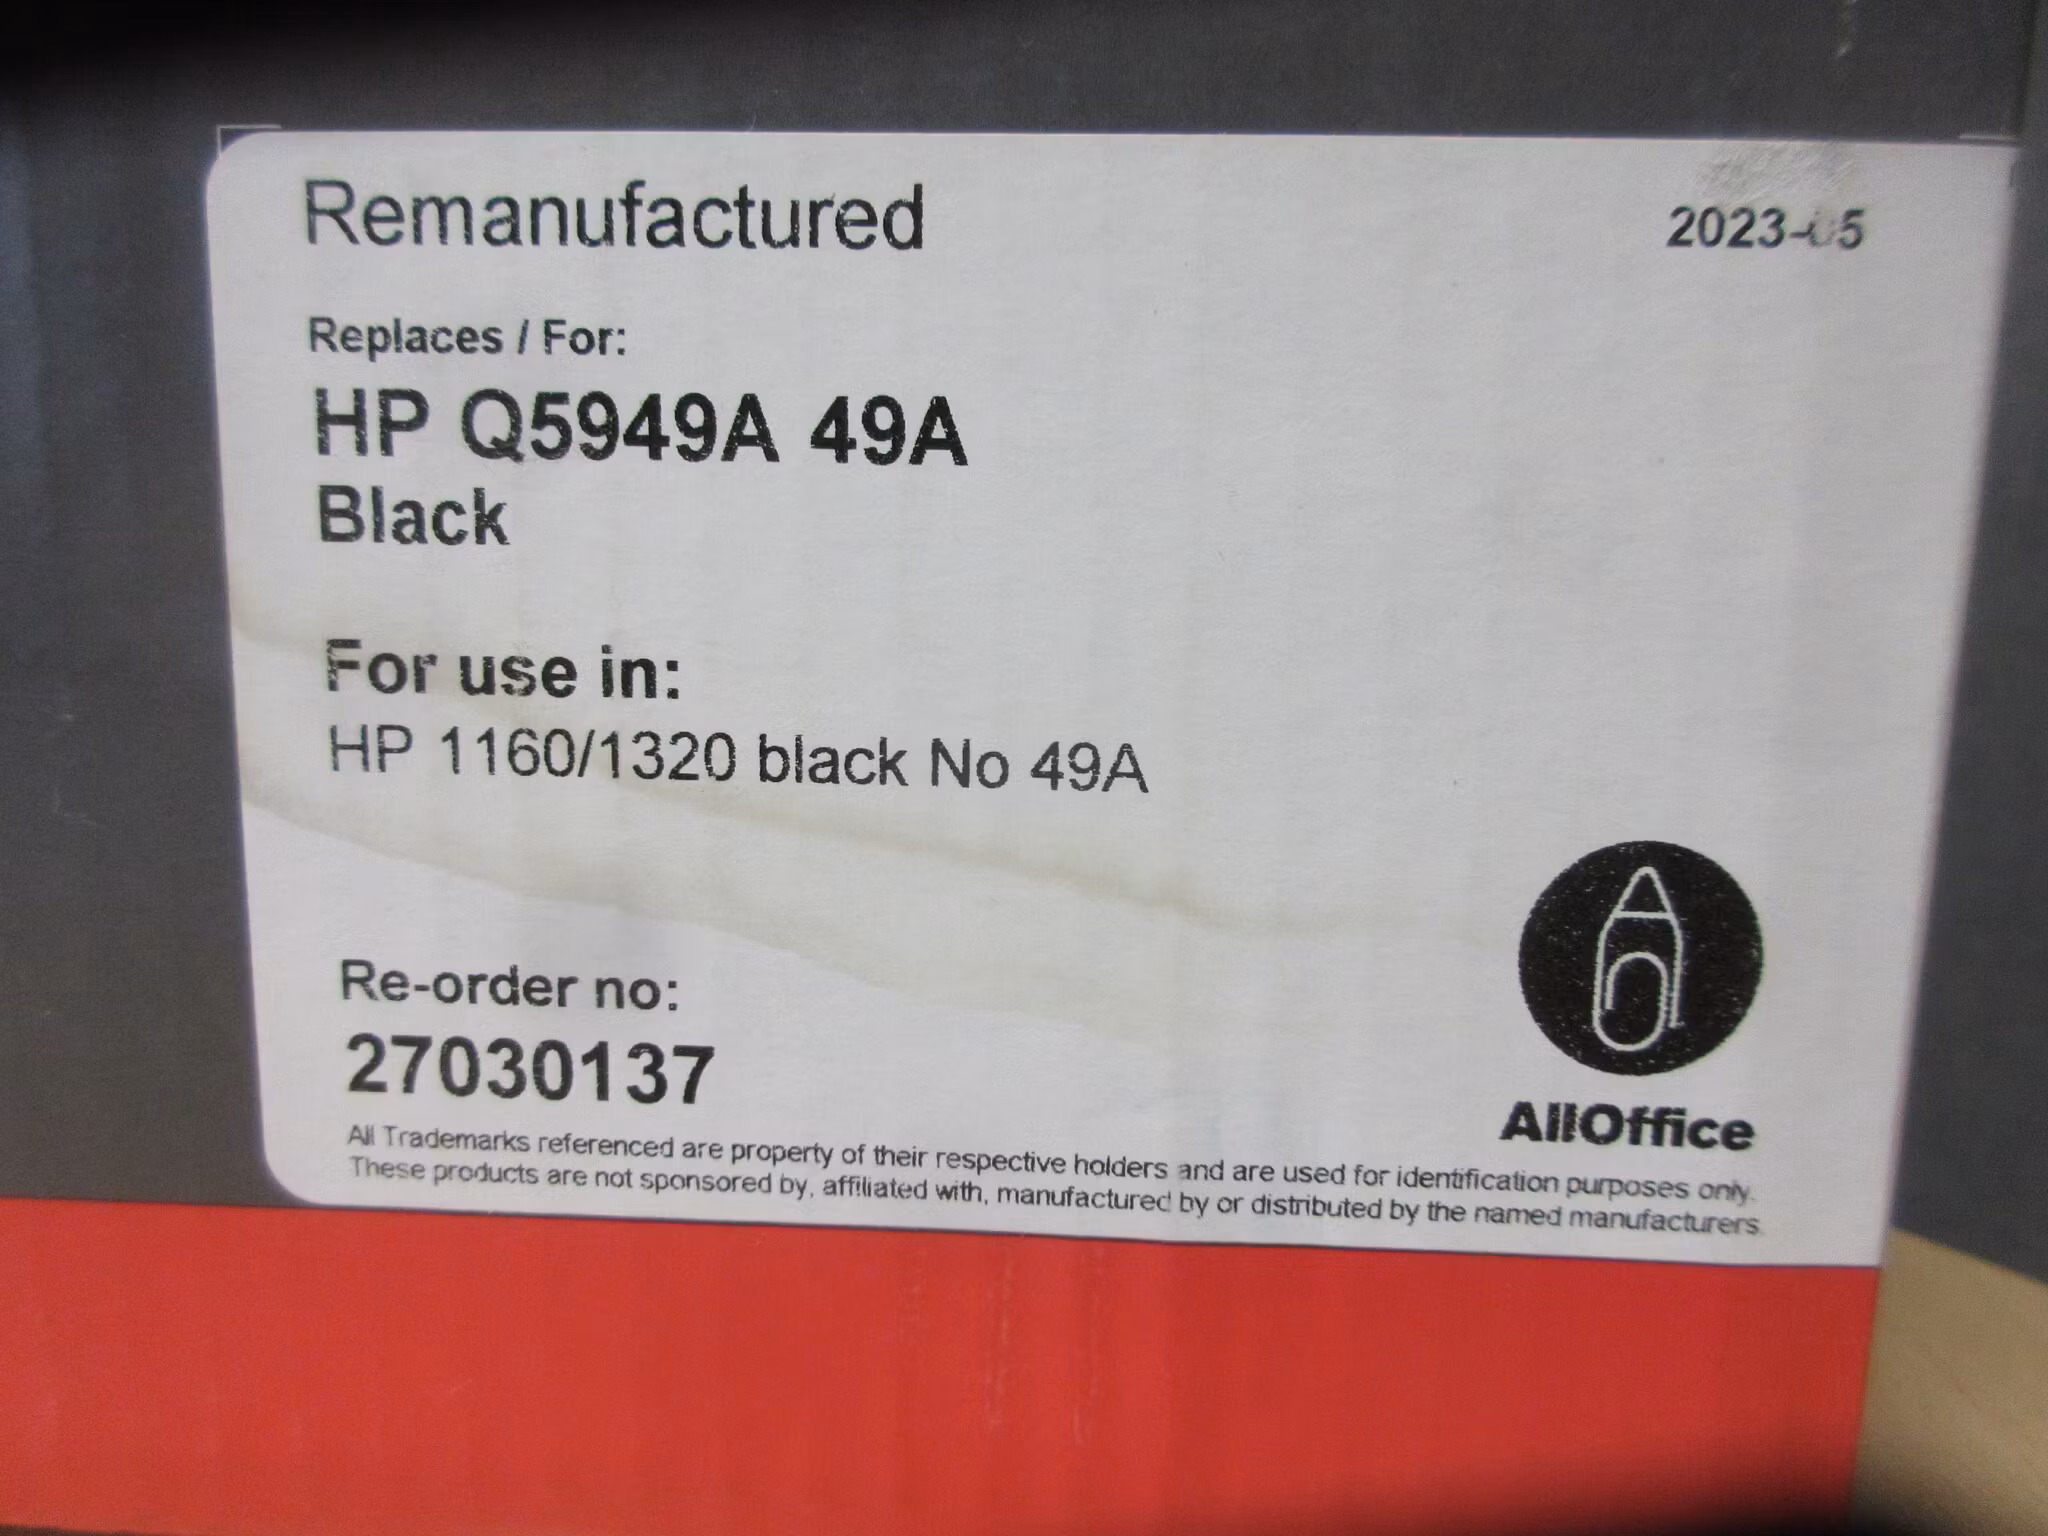 Remanufactured
2023-05
Replaces / For:
HP Q5949A 49A
Black
For use in:
HP 1160/1320 black No 49A
Re-order no:
27030137
AllOffice
All Trademarks referenced are property of their respective holders and are used for identification purposes only.
These products are not sponsored by, affiliated with, manufactured by or distributed by the named manufacturers.